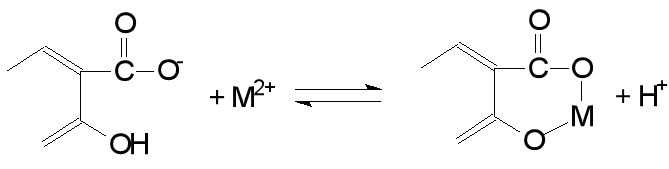 O O
C O⁻ + M²⁺ C O + H⁺
M
OH O